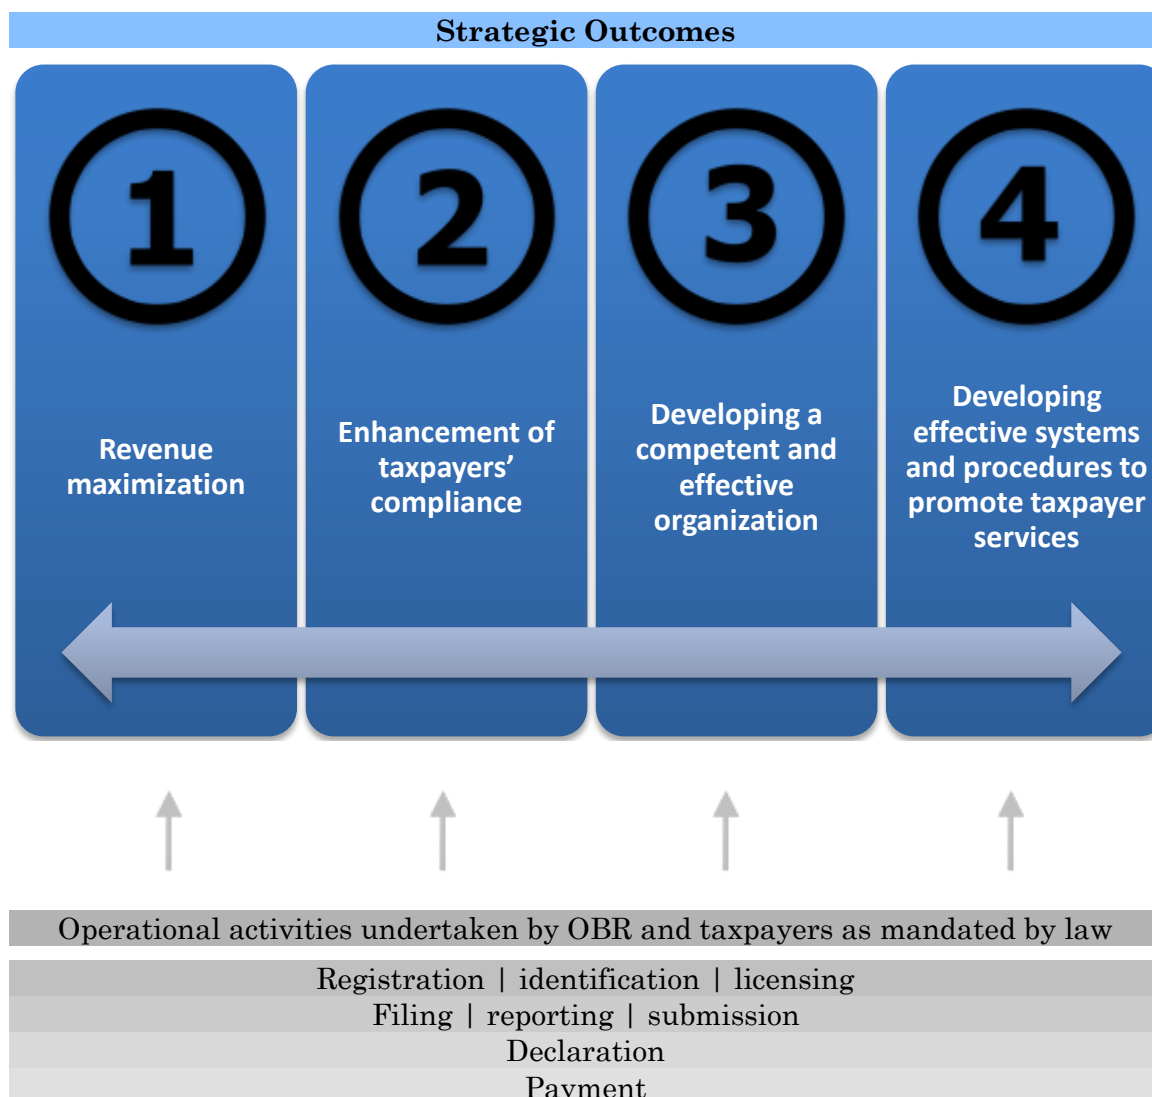 Strategic Outcomes
1
2
3
4
Revenue
maximization
Enhancement of
taxpayers’
compliance
Developing a
competent and
effective
organization
Developing
effective systems
and procedures to
promote taxpayer
services
Operational activities undertaken by OBR and taxpayers as mandated by law
Registration | identification | licensing
Filing | reporting | submission
Declaration
Payment